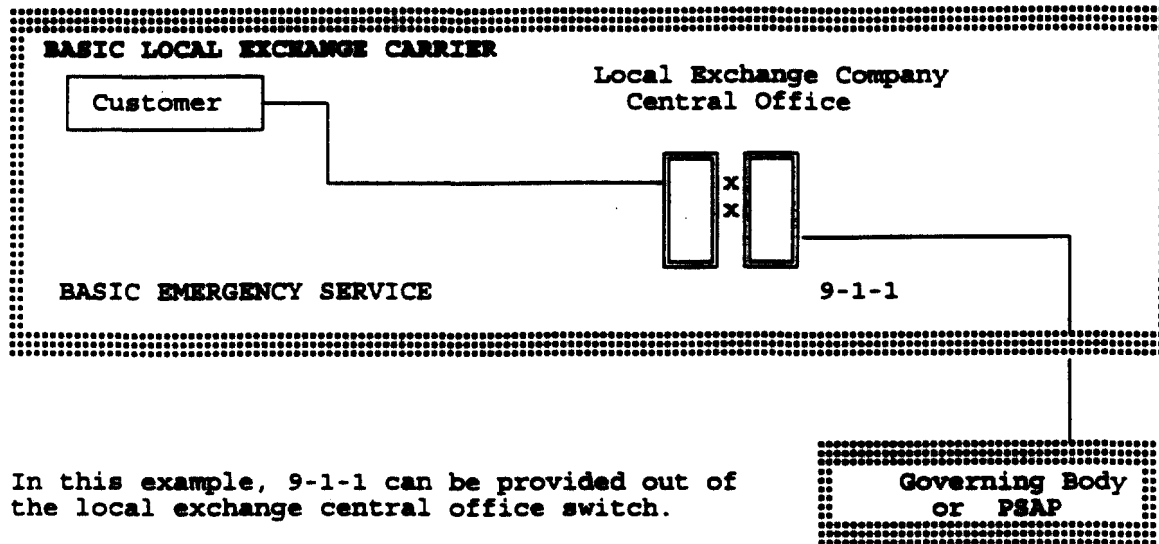 BASIC LOCAL EXCHANGE CARRIER
Customer
Local Exchange Company
Central Office
x
x
BASIC EMERGENCY SERVICE
9-1-1
In this example, 9-1-1 can be provided out of
the local exchange central office switch.
Governing Body
or PSAP